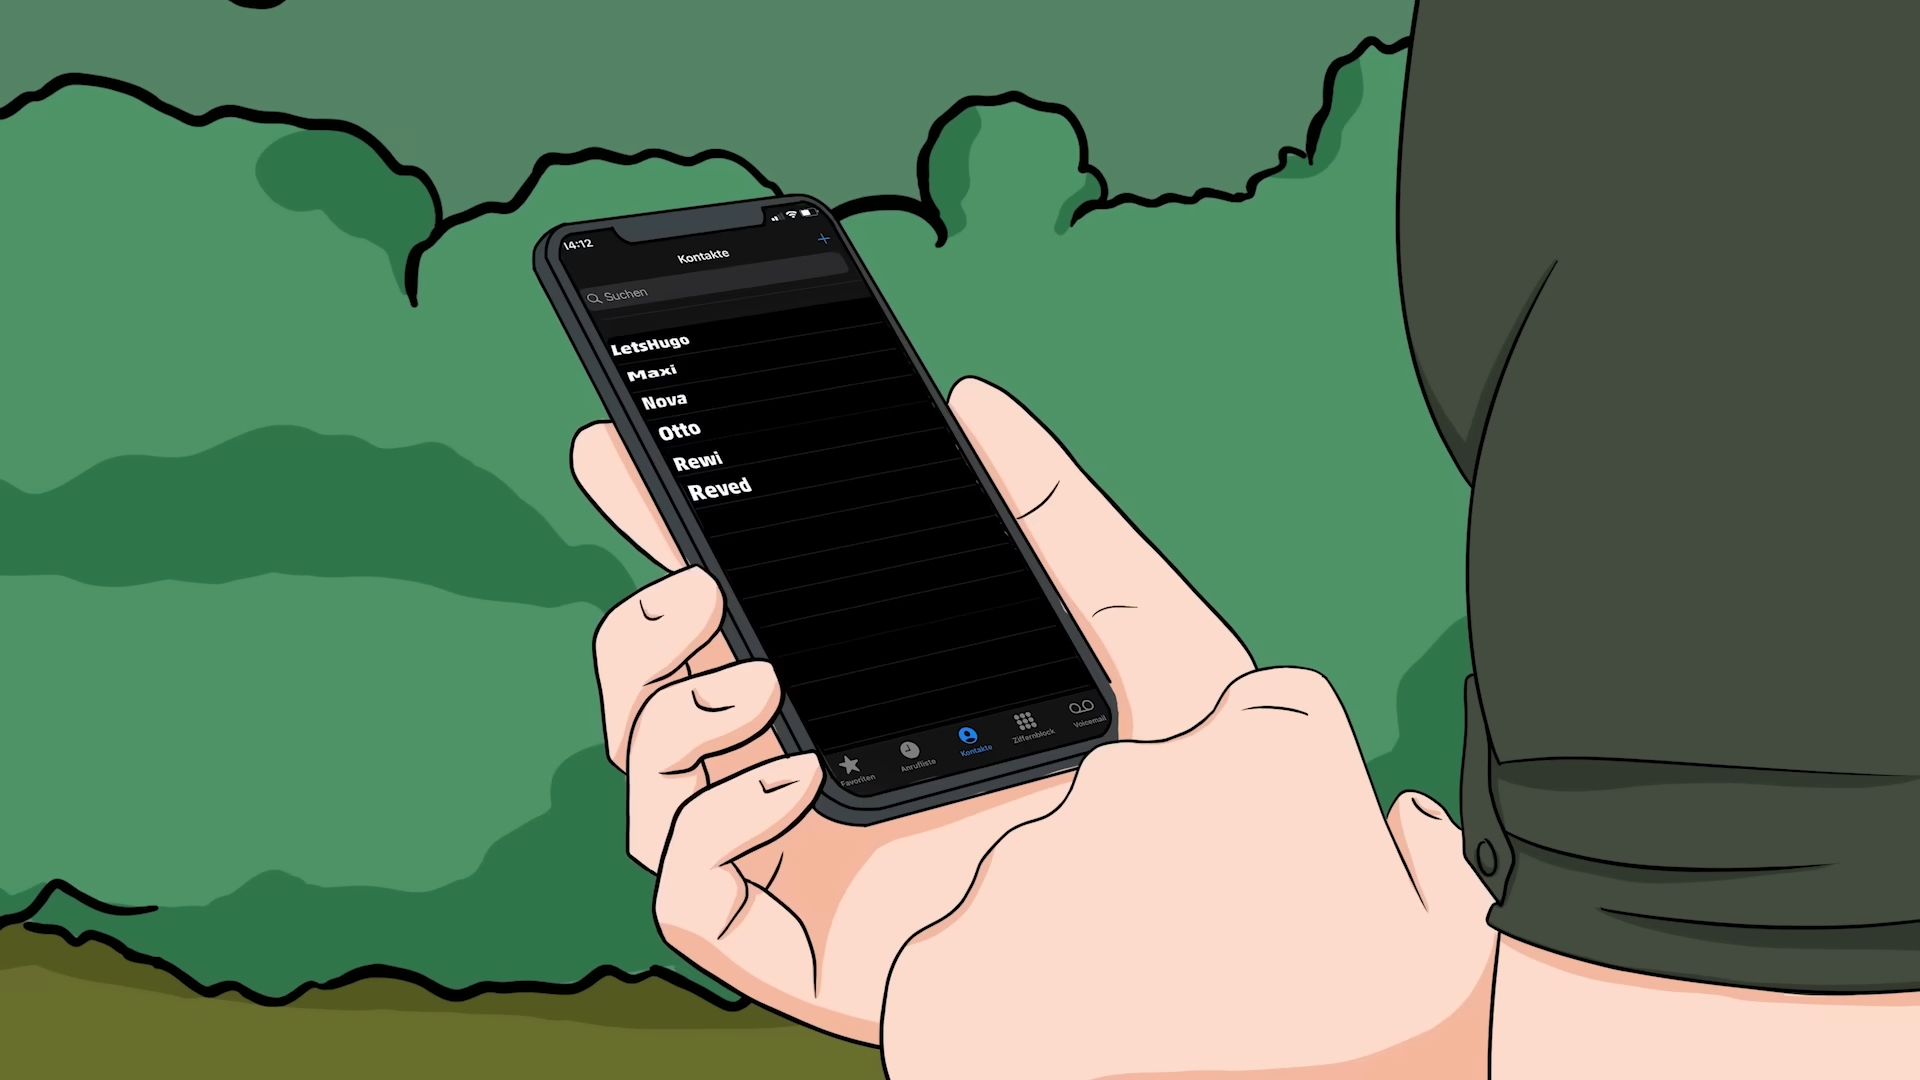 14:12
Kontakte
Suchen
LetsHugo
Maxi
Nova
Otto
Rewi
Reved
Favoriten
Anrufliste
Kontakte
Ziffernblock
Voicemail